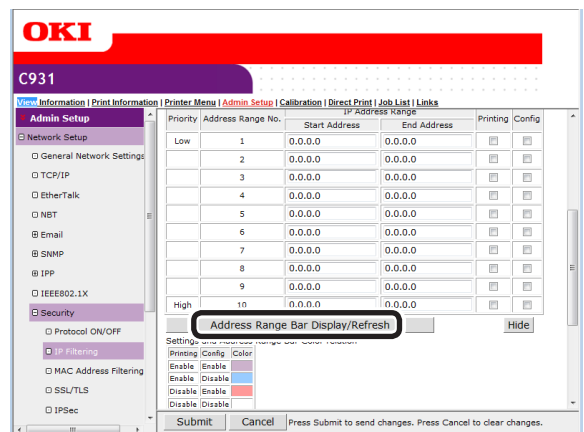 OKI
C931
View Information | Print Information | Printer Menu | Admin Setup | Calibration | Direct Print | Job List | Links
Admin Setup
Network Setup
General Network Settings
TCP/IP
EtherTalk
NBT
Email
SNMP
IPP
IEEE802.1X
Security
Protocol ON/OFF
IP Filtering
MAC Address Filtering
SSL/TLS
IPSec
IP Address Range
Priority Address Range No. Start Address End Address Printing Config
Low 1 0.0.0.0 0.0.0.0
2 0.0.0.0 0.0.0.0
3 0.0.0.0 0.0.0.0
4 0.0.0.0 0.0.0.0
5 0.0.0.0 0.0.0.0
6 0.0.0.0 0.0.0.0
7 0.0.0.0 0.0.0.0
8 0.0.0.0 0.0.0.0
9 0.0.0.0 0.0.0.0
High 10 0.0.0.0 0.0.0.0
Address Range Bar Display/Refresh Hide
Settings and Address Range Bar Color relation
Printing Config Color
Enable Enable
Enable Disable
Disable Enable
Disable Disable
Submit Cancel Press Submit to send changes. Press Cancel to clear changes.